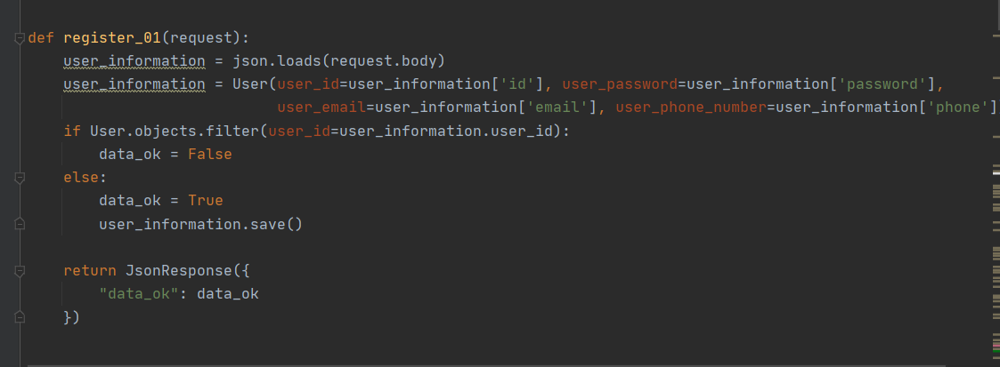 def register_01(request):
    user_information = json.loads(request.body)
    user_information = User(user_id=user_information['id'], user_password=user_information['password'],
                            user_email=user_information['email'], user_phone_number=user_information['phone']
    if User.objects.filter(user_id=user_information.user_id):
        data_ok = False
    else:
        data_ok = True
        user_information.save()
    return JsonResponse({
        "data_ok": data_ok
    })